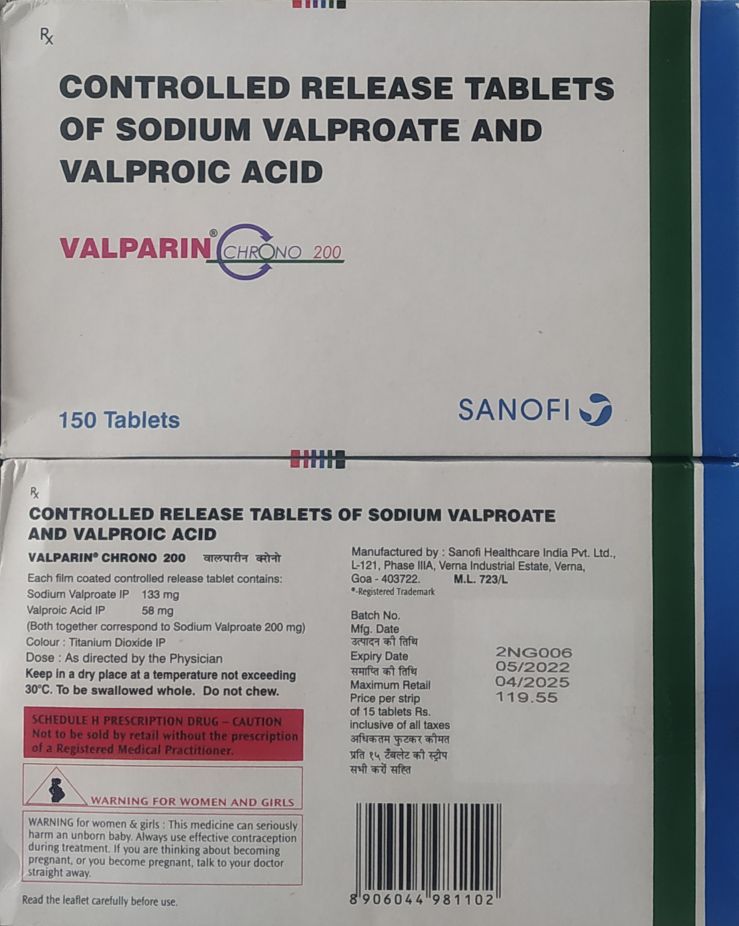 Rx
CONTROLLED RELEASE TABLETS
OF SODIUM VALPROATE AND
VALPROIC ACID
VALPARIN® CHRONO 200
150 Tablets
SANOFI
Rx
CONTROLLED RELEASE TABLETS OF SODIUM VALPROATE
AND VALPROIC ACID
VALPARIN® CHRONO 200 वालपारीन क्रोनो
Each film coated controlled release tablet contains:
Sodium Valproate IP 133 mg
Valproic Acid IP 58 mg
(Both together correspond to Sodium Valproate 200 mg)
Colour : Titanium Dioxide IP
Dose : As directed by the Physician
Keep in a dry place at a temperature not exceeding
30°C. To be swallowed whole. Do not chew.
SCHEDULE H PRESCRIPTION DRUG – CAUTION
Not to be sold by retail without the prescription
of a Registered Medical Practitioner.
WARNING FOR WOMEN AND GIRLS
WARNING for women & girls : This medicine can seriously
harm an unborn baby. Always use effective contraception
during treatment. If you are thinking about becoming
pregnant, or you become pregnant, talk to your doctor
straight away.
Read the leaflet carefully before use.
Manufactured by : Sanofi Healthcare India Pvt. Ltd.,
L-121, Phase IIIA, Verna Industrial Estate, Verna,
Goa - 403722. M.L. 723/L
®-Registered Trademark
Batch No. 2NG006
Mfg. Date 05/2022
उत्पादन की तिथि
Expiry Date 04/2025
समाप्ति की तिथि
Maximum Retail 119.55
Price per strip
of 15 tablets Rs.
inclusive of all taxes
अधिकतम फुटकर कीमत
प्रति १५ टॅबलेट की स्ट्रीप
सभी करों सहित
8 906044 981102